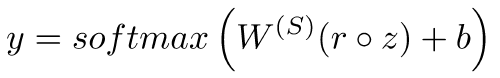 y = softmax(W^{(S)}(r ∘ z) + b)